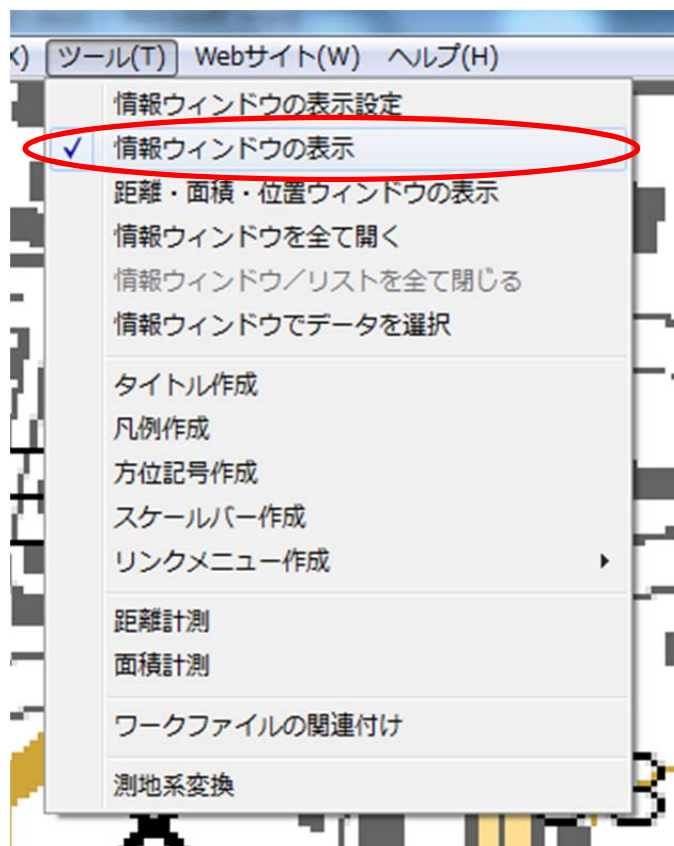 X) ツール(T) Webサイト(W) ヘルプ(H)
情報ウィンドウの表示設定
✓ 情報ウィンドウの表示
距離・面積・位置ウィンドウの表示
情報ウィンドウを全て開く
情報ウィンドウ／リストを全て閉じる
情報ウィンドウでデータを選択
タイトル作成
凡例作成
方位記号作成
スケールバー作成
リンクメニュー作成
距離計測
面積計測
ワークファイルの関連付け
測地系変換